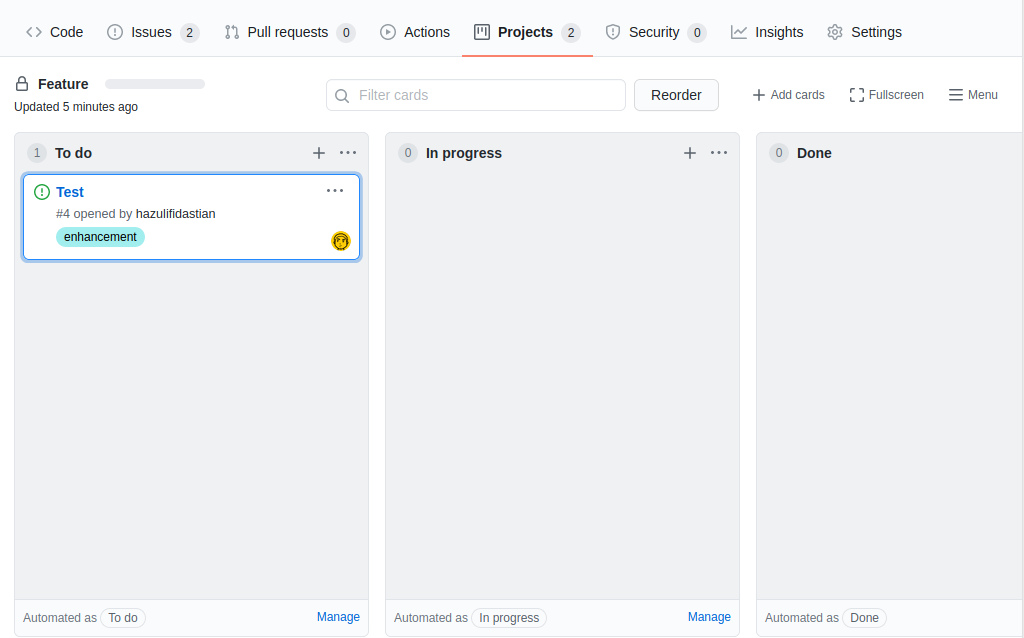 Code Issues 2 Pull requests 0 Actions Projects 2 Security 0 Insights Settings
Feature
Updated 5 minutes ago
Filter cards Reorder Add cards Fullscreen Menu
1 To do
Test
#4 opened by hazulifidastian
enhancement
Automated as To do Manage
0 In progress
Automated as In progress Manage
0 Done
Automated as Done